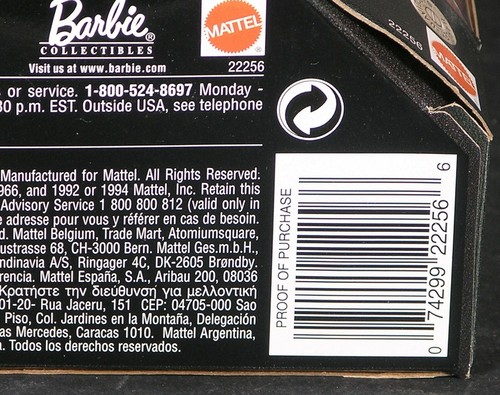 Barbie®
COLLECTIBLES
Visit us at www.barbie.com
MATTEL
22256
22256
MATTEL
or service. 1-800-524-8697 Monday -
30 p.m. EST. Outside USA, see telephone
Manufactured for Mattel. All Rights Reserved.
966, and 1992 or 1994 Mattel, Inc. Retain this
Advisory Service 1 800 800 812 (valid only in
adresse pour vous y référer en cas de besoin.
d. Mattel Belgium, Trade Mart, Atomiumsquare,
ustrasse 68, CH-3000 Bern. Mattel Ges.m.b.H.,
ndinavia A/S, Ringager 4C, DK-2605 Brøndby.
rencia. Mattel España, S.A., Aribau 200, 08036
Κρατήστε την διεύθυνση για μελλοντική
01-20- Rua Jaceru, 151 CEP: 04705-000 Sao
Piso, Col. Jardines en la Montaña, Delegación
as Mercedes, Caracas 1010. Mattel Argentina,
. Todos los derechos reservados.
PROOF OF PURCHASE
0 74299 22256 6